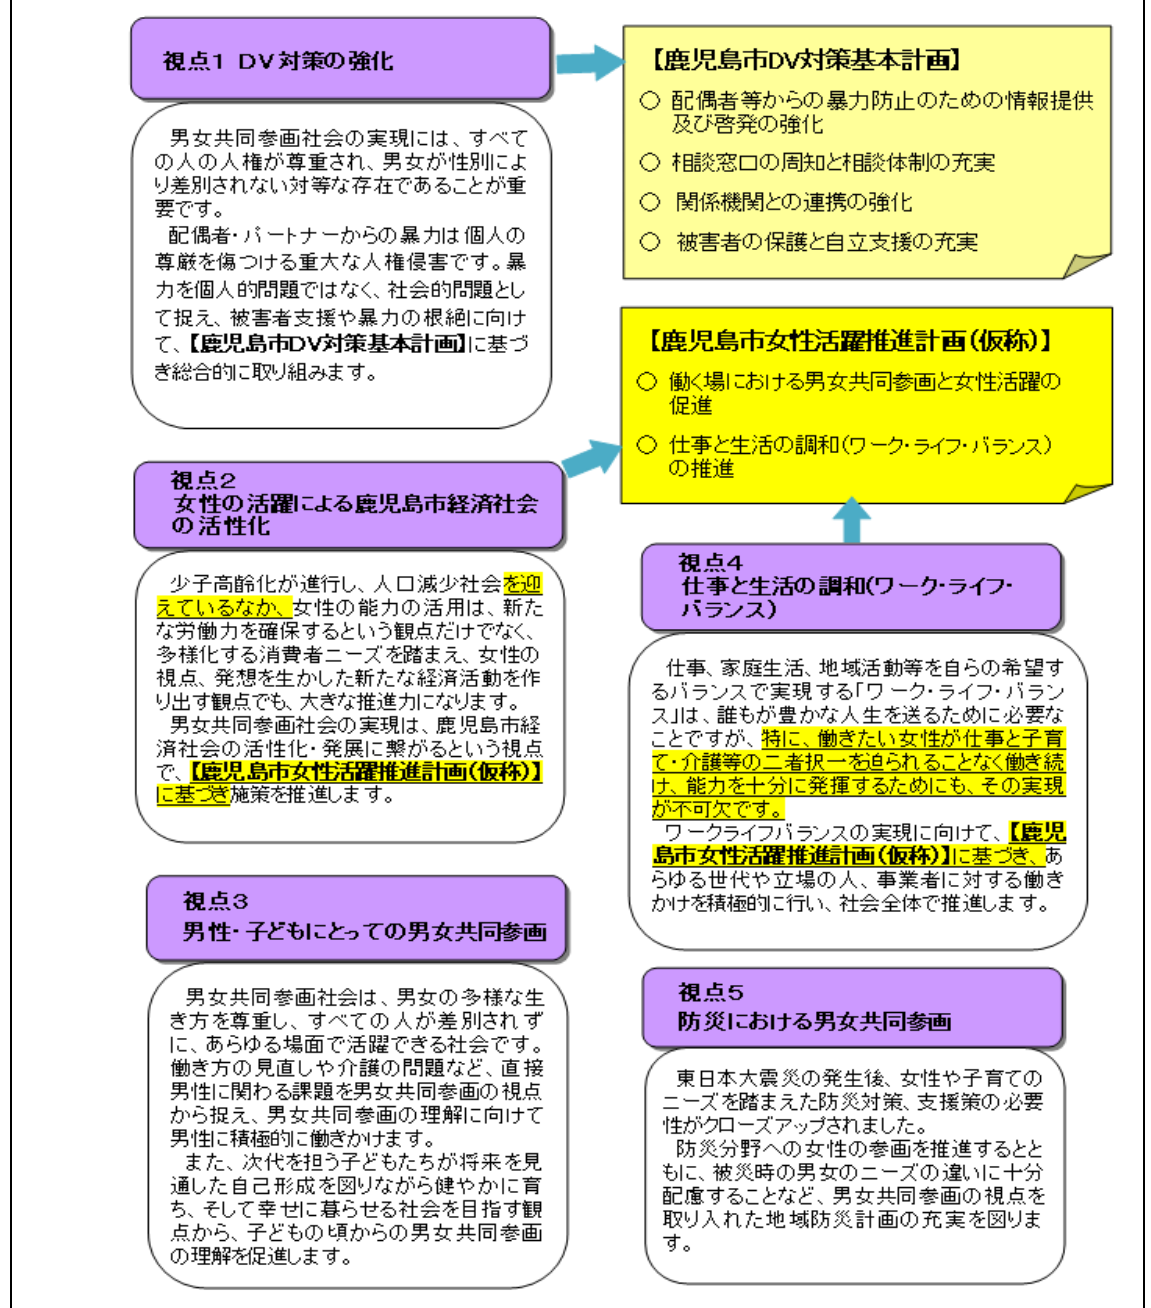 視点1 DV対策の強化
男女共同参画社会の実現には、すべて
の人の人権が尊重され、男女が性別によ
り差別されない対等な存在であることが重
要です。
配偶者・パートナーからの暴力は個人の
尊厳を傷つける重大な人権侵害です。暴
力を個人的問題ではなく、社会的問題とし
て捉え、被害者支援や暴力の根絶に向け
て、【鹿児島市DV対策基本計画】に基づ
き総合的に取り組みます。
【鹿児島市DV対策基本計画】
○ 配偶者等からの暴力防止のための情報提供
及び啓発の強化
○ 相談窓口の周知と相談体制の充実
○ 関係機関との連携の強化
○ 被害者の保護と自立支援の充実
【鹿児島市女性活躍推進計画(仮称)】
○ 働く場における男女共同参画と女性活躍の
促進
○ 仕事と生活の調和(ワーク・ライフ・バランス)
の推進
視点2
女性の活躍による鹿児島市経済社会
の活性化
少子高齢化が進行し、人口減少社会を迎
えているなか、女性の能力の活用は、新た
な労働力を確保するという観点だけでなく、
多様化する消費者ニーズを踏まえ、女性の
視点、発想を生かした新たな経済活動を作
り出す観点でも、大きな推進力になります。
男女共同参画社会の実現は、鹿児島市経
済社会の活性化・発展に繋がるという視点
で、【鹿児島市女性活躍推進計画(仮称)】
に基づき施策を推進します。
視点3
男性・子どもにとっての男女共同参画
男女共同参画社会は、男女の多様な生
き方を尊重し、すべての人が差別されず
に、あらゆる場面で活躍できる社会です。
働き方の見直しや介護の問題など、直接
男性に関わる課題を男女共同参画の視点
から捉え、男女共同参画の理解に向けて
男性に積極的に働きかけます。
また、次代を担う子どもたちが将来を見
通した自己形成を図りながら健やかに育
ち、そして幸せに暮らせる社会を目指す観
点から、子どもの頃からの男女共同参画
の理解を促進します。
視点4
仕事と生活の調和(ワーク・ライフ・
バランス)
仕事、家庭生活、地域活動等を自らの希望す
るバランスで実現する「ワーク・ライフ・バラン
ス」は、誰もが豊かな人生を送るために必要な
ことですが、特に、働きたい女性が仕事と子育
て・介護等の二者択一を迫られることなく働き続
け、能力を十分に発揮するためにも、その実現
が不可欠です。
ワークライフバランスの実現に向けて、【鹿児
島市女性活躍推進計画(仮称)】に基づき、あ
らゆる世代や立場の人、事業者に対する働き
かけを積極的に行い、社会全体で推進します。
視点5
防災における男女共同参画
東日本大震災の発生後、女性や子育ての
ニーズを踏まえた防災対策、支援策の必要
性がクローズアップされました。
防災分野への女性の参画を推進するとと
もに、被災時の男女のニーズの違いに十分
配慮することなど、男女共同参画の視点を
取り入れた地域防災計画の充実を図りま
す。